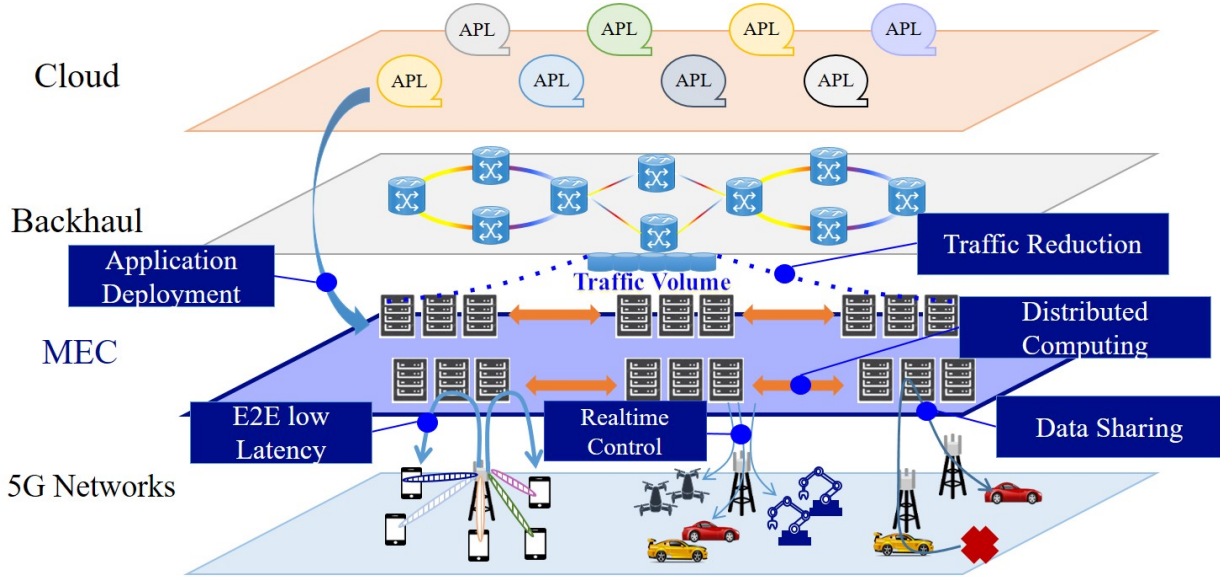 APL
APL
APL
APL
Cloud
APL
APL
APL
APL
Backhaul
Application
Deployment
Traffic Reduction
Traffic Volume
MEC
Distributed
Computing
E2E low
Latency
Realtime
Control
Data Sharing
5G Networks